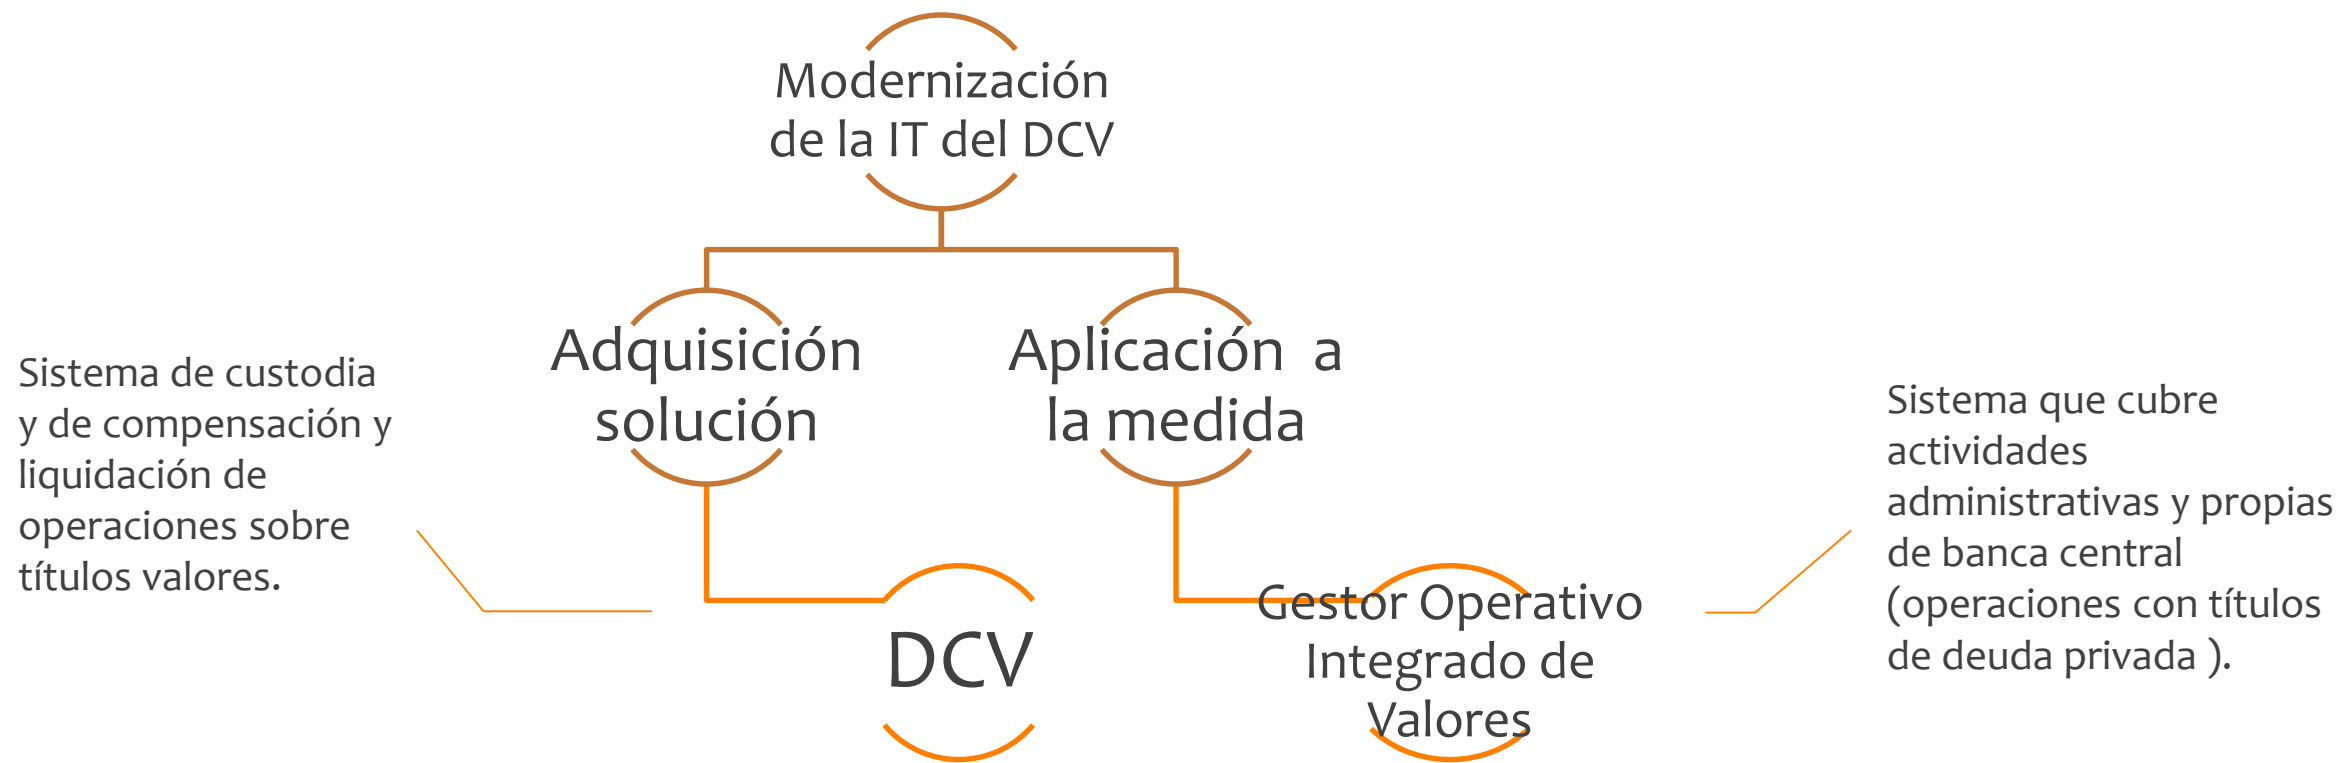 Modernización
de la IT del DCV
Adquisición
solución
Aplicación a
la medida
Sistema de custodia
y de compensación y
liquidación de
operaciones sobre
títulos valores.
DCV
Gestor Operativo
Integrado de
Valores
Sistema que cubre
actividades
administrativas y propias
de banca central
(operaciones con títulos
de deuda privada ).